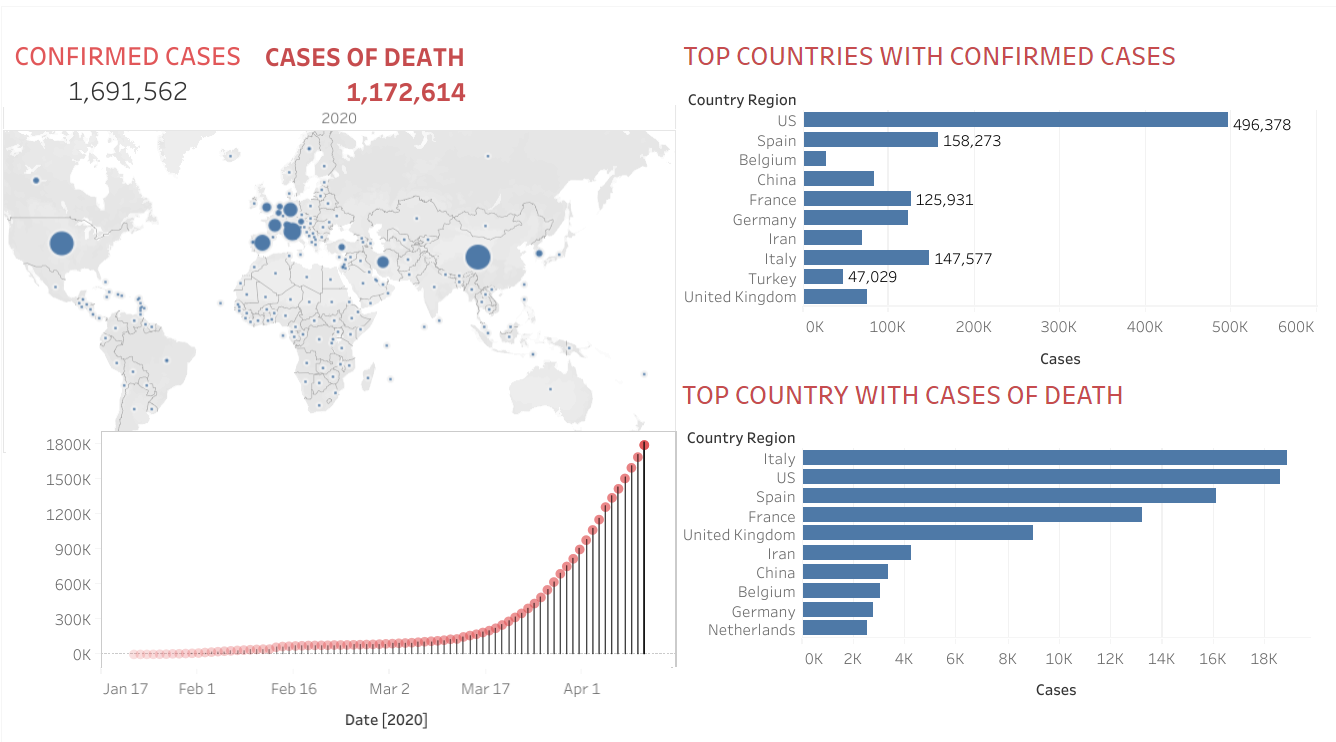 CONFIRMED CASES
1,691,562
CASES OF DEATH
1,172,614
2020
1800K
1500K
1200K
900K
600K
300K
0K
Jan 17 Feb 1 Feb 16 Mar 2 Mar 17 Apr 1
Date [2020]
TOP COUNTRIES WITH CONFIRMED CASES
Country Region
US 496,378
Spain 158,273
Belgium
China
France 125,931
Germany
Iran
Italy 147,577
Turkey 47,029
United Kingdom
0K 100K 200K 300K 400K 500K 600K
Cases
TOP COUNTRY WITH CASES OF DEATH
Country Region
Italy
US
Spain
France
United Kingdom
Iran
China
Belgium
Germany
Netherlands
0K 2K 4K 6K 8K 10K 12K 14K 16K 18K
Cases